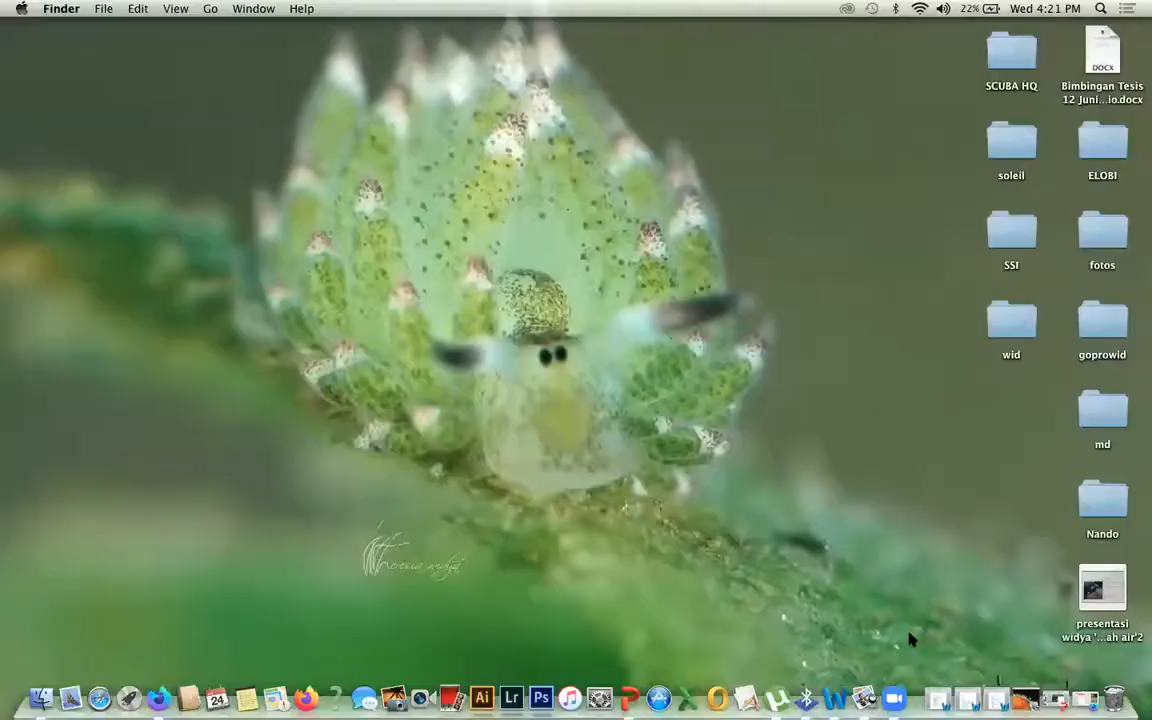 Finder File Edit View Go Window Help 22% Wed 4:21 PM
SCUBA HQ
DOCX
Bimbingan Tesis
12 Juni...io.docx
soleil
ELOBI
SSI
fotos
wid
goprowid
md
Nando
presentasi
widya '...ah air'2
Ai Lr Ps